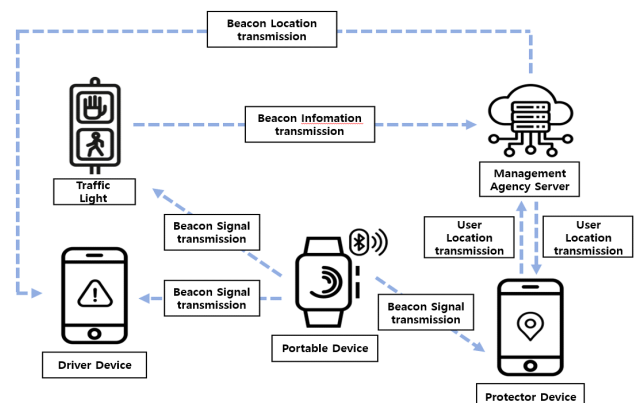 Beacon Location
transmission
Beacon Infomation
transmission
Traffic
Light
Management
Agency Server
Beacon Signal
transmission
User
Location
transmission
User
Location
transmission
Beacon Signal
transmission
Beacon Signal
transmission
Portable Device
Driver Device
Protector Device